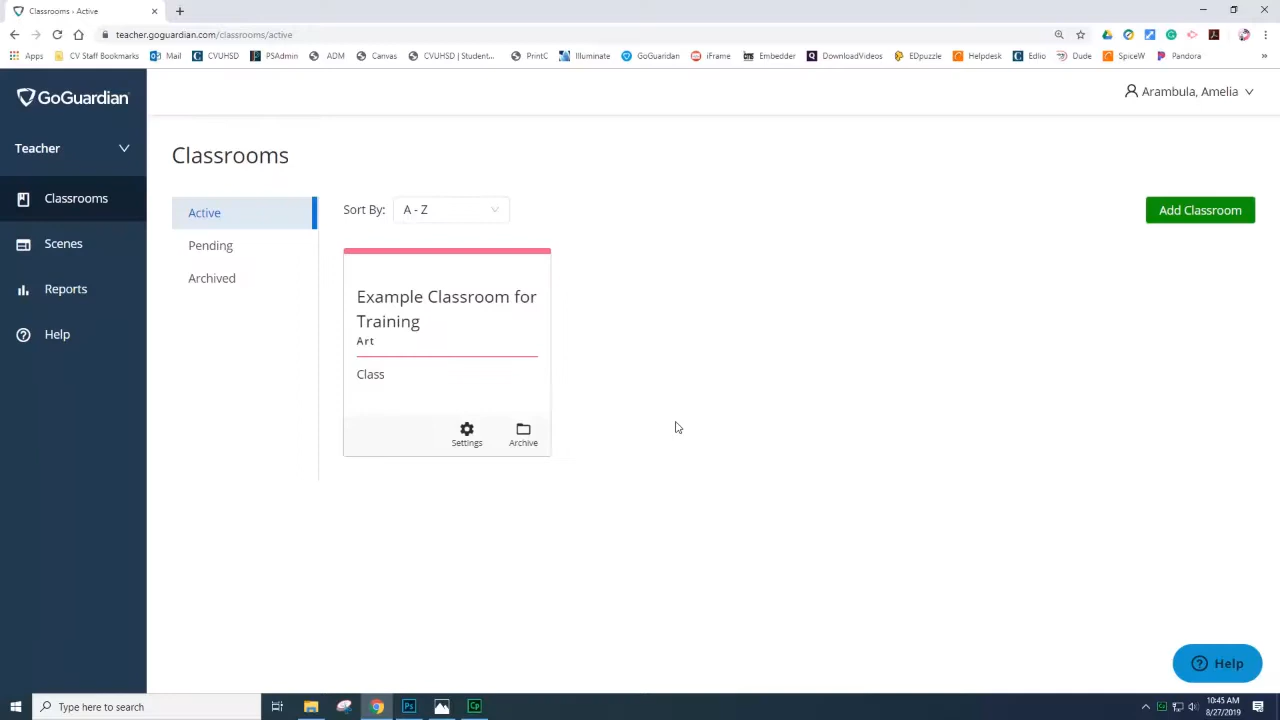 Classrooms › Active
teacher.goguardian.com/classrooms/active
Apps CV Staff Bookmarks Mail CVUHSD PSAdmin ADM Canvas CVUHSD | Student... PrintC Illuminate GoGuaridan iFrame Embedder DownloadVideos EDpuzzle Helpdesk Edlio Dude SpiceW Pandora »
GoGuardian
Arambula, Amelia
Teacher
Classrooms
Scenes
Reports
Help
Classrooms
Active
Pending
Archived
Sort By: A - Z
Add Classroom
Example Classroom for
Training
Art
Class
Settings Archive
Help
Type here to search
Ps
Cp
10:45 AM
8/27/2019